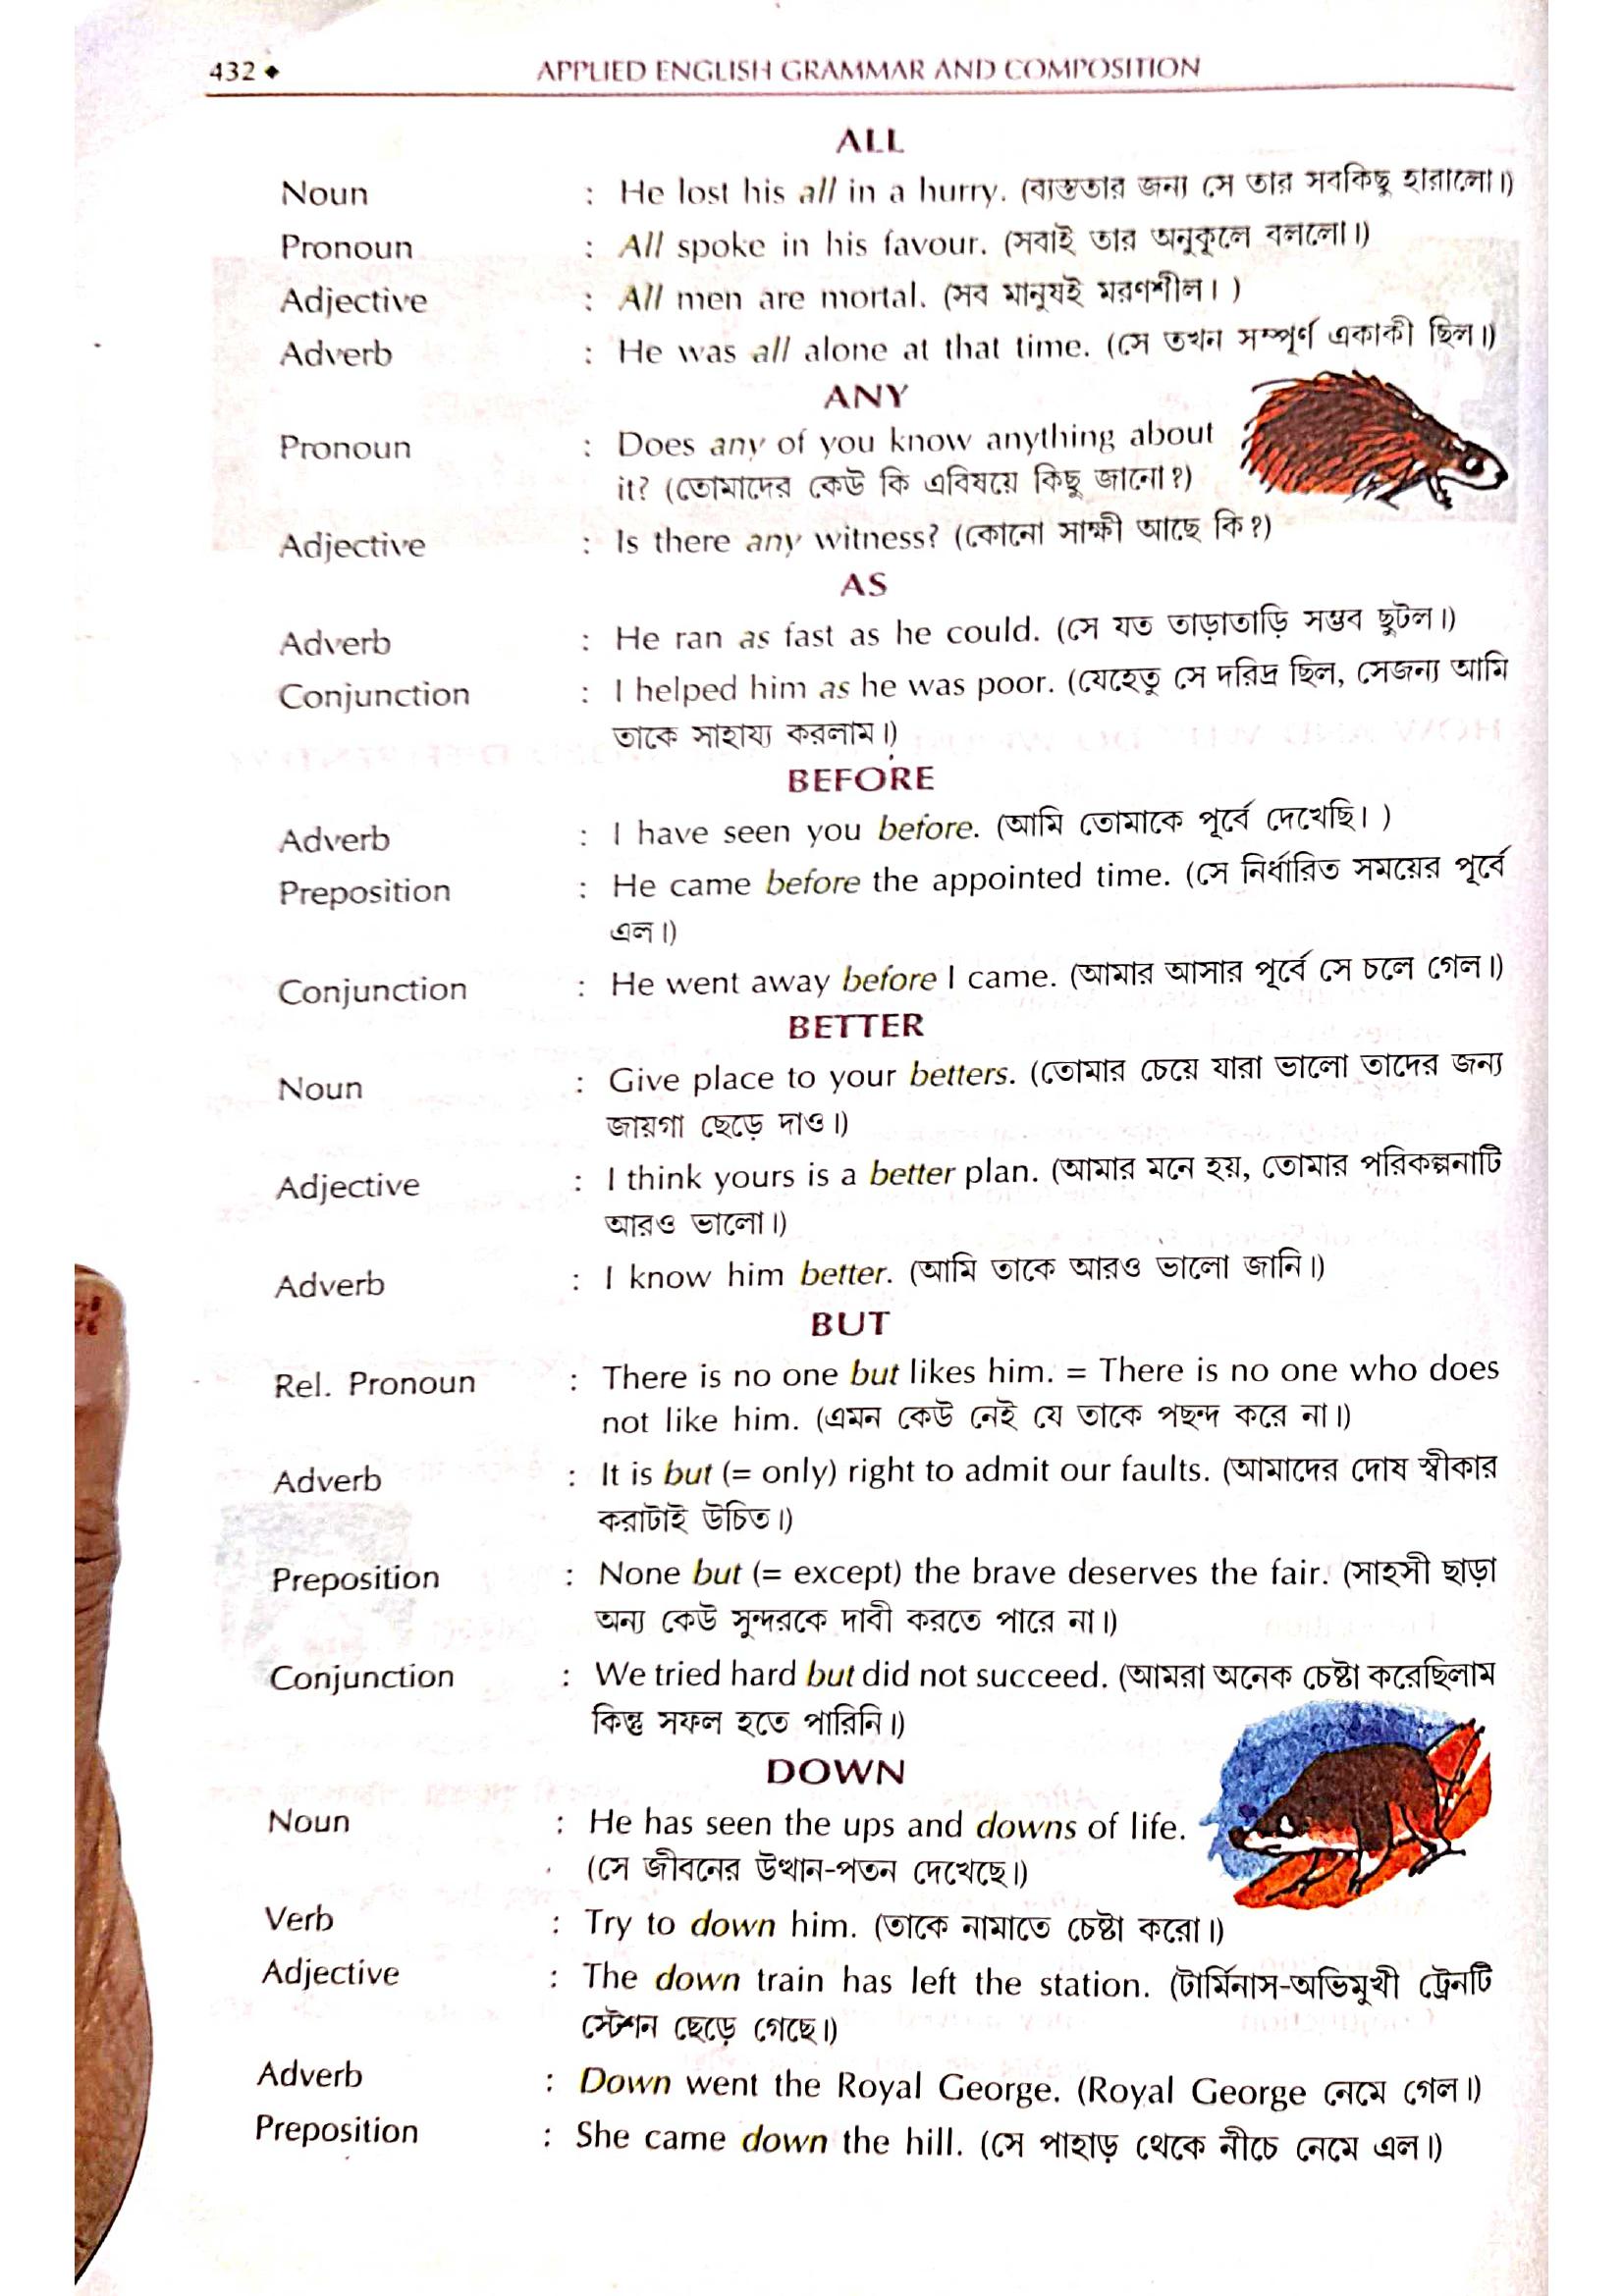 432 ◆ APPLIED ENGLISH GRAMMAR AND COMPOSITION
ALL
Noun : He lost his all in a hurry. (ব্যস্ততার জন্য সে তার সবকিছু হারালো।)
Pronoun : All spoke in his favour. (সবাই তার অনুকূলে বললো।)
Adjective : All men are mortal. (সব মানুষই মরণশীল। )
Adverb : He was all alone at that time. (সে তখন সম্পূর্ণ একাকী ছিল।)
ANY
Pronoun : Does any of you know anything about
it? (তোমাদের কেউ কি এবিষয়ে কিছু জানো?)
Adjective : Is there any witness? (কোনো সাক্ষী আছে কি?)
AS
Adverb : He ran as fast as he could. (সে যত তাড়াতাড়ি সম্ভব ছুটল।)
Conjunction : I helped him as he was poor. (যেহেতু সে দরিদ্র ছিল, সেজন্য আমি
তাকে সাহায্য করলাম।)
BEFORE
Adverb : I have seen you before. (আমি তোমাকে পূর্বে দেখেছি। )
Preposition : He came before the appointed time. (সে নির্ধারিত সময়ের পূর্বে
এল।)
Conjunction : He went away before I came. (আমার আসার পূর্বে সে চলে গেল।)
BETTER
Noun : Give place to your betters. (তোমার চেয়ে যারা ভালো তাদের জন্য
জায়গা ছেড়ে দাও।)
Adjective : I think yours is a better plan. (আমার মনে হয়, তোমার পরিকল্পনাটি
আরও ভালো।)
Adverb : I know him better. (আমি তাকে আরও ভালো জানি।)
BUT
Rel. Pronoun : There is no one but likes him. = There is no one who does
not like him. (এমন কেউ নেই যে তাকে পছন্দ করে না।)
Adverb : It is but (= only) right to admit our faults. (আমাদের দোষ স্বীকার
করাটাই উচিত।)
Preposition : None but (= except) the brave deserves the fair. (সাহসী ছাড়া
অন্য কেউ সুন্দরকে দাবী করতে পারে না।)
Conjunction : We tried hard but did not succeed. (আমরা অনেক চেষ্টা করেছিলাম
কিন্তু সফল হতে পারিনি।)
DOWN
Noun : He has seen the ups and downs of life.
(সে জীবনের উত্থান-পতন দেখেছে।)
Verb : Try to down him. (তাকে নামাতে চেষ্টা করো।)
Adjective : The down train has left the station. (টার্মিনাস-অভিমুখী ট্রেনটি
স্টেশন ছেড়ে গেছে।)
Adverb : Down went the Royal George. (Royal George নেমে গেল।)
Preposition : She came down the hill. (সে পাহাড় থেকে নীচে নেমে এল।)